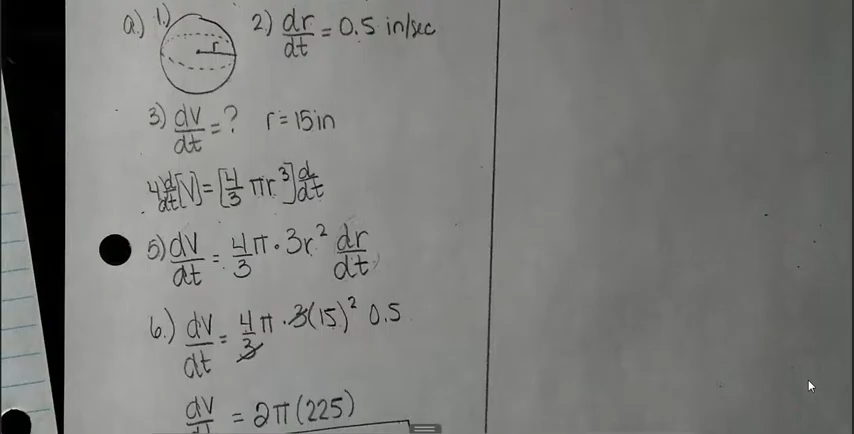 a.) 1.) r 2) dr/dt = 0.5 in/sec
3) dV/dt = ? r = 15in
4) d/dt[V] = [4/3 πr³] d/dt
5) dV/dt = 4/3 π · 3r² dr/dt
6.) dV/dt = 4/3 π · 3(15)² 0.5
dV/dt = 2π(225)